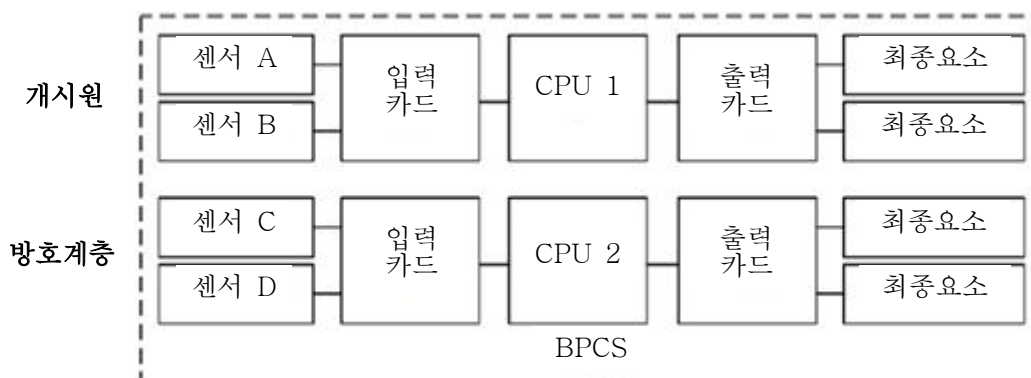 센서 A
센서 B
입력
카드
CPU 1
출력
카드
최종요소
최종요소
개시원
센서 C
센서 D
입력
카드
CPU 2
출력
카드
최종요소
최종요소
방호계층
BPCS